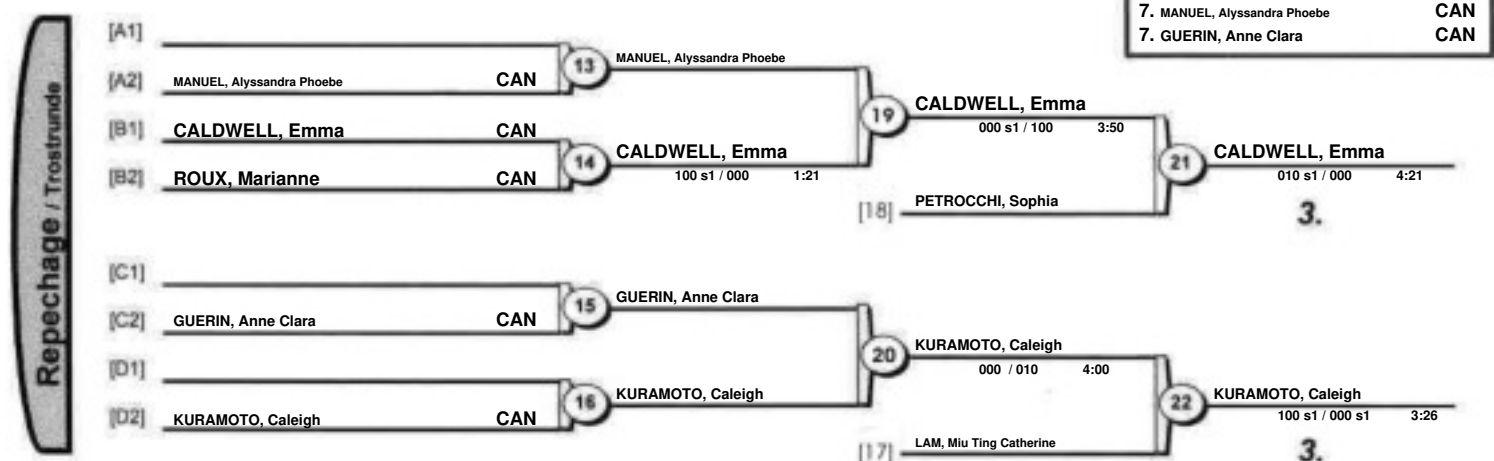 7. MANUEL, Alyssandra Phoebe CAN
7. GUERIN, Anne Clara CAN
Repechage / Trostrunde
[A1]
[A2] MANUEL, Alyssandra Phoebe CAN
13 MANUEL, Alyssandra Phoebe
[B1] CALDWELL, Emma CAN
[B2] ROUX, Marianne CAN
14 CALDWELL, Emma
100 s1 / 000 1:21
19 CALDWELL, Emma
000 s1 / 100 3:50
[18] PETROCCHI, Sophia
21 CALDWELL, Emma
010 s1 / 000 4:21
3.
[C1]
[C2] GUERIN, Anne Clara CAN
15 GUERIN, Anne Clara
[D1]
[D2] KURAMOTO, Caleigh CAN
16 KURAMOTO, Caleigh
20 KURAMOTO, Caleigh
000 / 010 4:00
[17] LAM, Miu Ting Catherine
22 KURAMOTO, Caleigh
100 s1 / 000 s1 3:26
3.